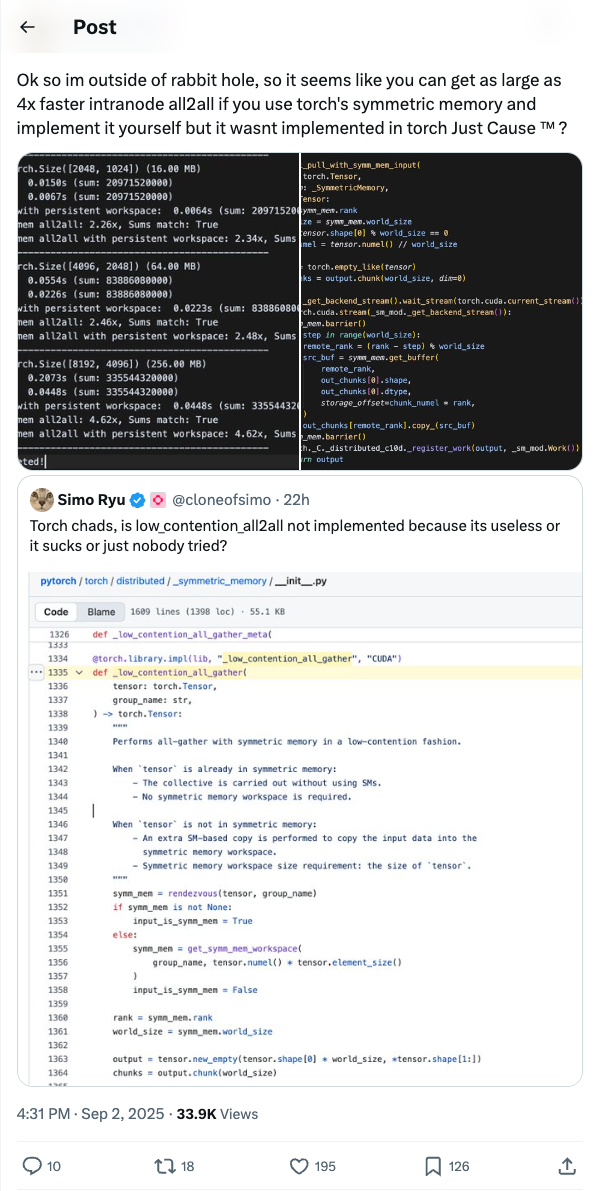 Post
Ok so im outside of rabbit hole, so it seems like you can get as large as
4x faster intranode all2all if you use torch's symmetric memory and
implement it yourself but it wasnt implemented in torch Just Cause ™ ?
rch.Size([2048, 1024]) (16.00 MB)
0.0150s (sum: 20971520000)
0.0067s (sum: 20971520000)
with persistent workspace: 0.0064s (sum: 2097152
mem all2all: 2.26x, Sums match: True
mem all2all with persistent workspace: 2.34x, Sums
rch.Size([4096, 2048]) (64.00 MB)
0.0554s (sum: 83886080000)
0.0226s (sum: 83886080000)
with persistent workspace: 0.0223s (sum: 8388608
mem all2all: 2.46x, Sums match: True
mem all2all with persistent workspace: 2.48x, Sums
rch.Size([8192, 4096]) (256.00 MB)
0.2073s (sum: 335544320000)
0.0448s (sum: 335544320000)
with persistent workspace: 0.0448s (sum: 33554432
mem all2all: 4.62x, Sums match: True
mem all2all with persistent workspace: 4.62x, Sums
eted!
_pull_with_symm_mem_input(
torch.Tensor,
: _SymmetricMemory,
ensor:
ymm_mem.rank
ze = symm_mem.world_size
tensor.shape[0] % world_size == 0
mel = tensor.numel() // world_size
= torch.empty_like(tensor)
ks = output.chunk(world_size, dim=0)
_get_backend_stream().wait_stream(torch.cuda.current_stream()
ch.cuda.stream(_sm_mod._get_backend_stream()):
_mem.barrier()
step in range(world_size):
remote_rank = (rank - step) % world_size
src_buf = symm_mem.get_buffer(
remote_rank,
out_chunks[0].shape,
out_chunks[0].dtype,
storage_offset=chunk_numel * rank,
)
out_chunks[remote_rank].copy_(src_buf)
_mem.barrier()
h._C._distributed_c10d._register_work(output, _sm_mod.Work())
rn output
Simo Ryu @cloneofsimo · 22h
Torch chads, is low_contention_all2all not implemented because its useless or
it sucks or just nobody tried?
pytorch / torch / distributed / _symmetric_memory / __init__.py
Code Blame 1609 lines (1398 loc) · 55.1 KB
1326 def _low_contention_all_gather_meta(
1333
1334 @torch.library.impl(lib, "_low_contention_all_gather", "CUDA")
1335 def _low_contention_all_gather(
1336 tensor: torch.Tensor,
1337 group_name: str,
1338 ) -> torch.Tensor:
1339 """
1340 Performs all-gather with symmetric memory in a low-contention fashion.
1341
1342 When `tensor` is already in symmetric memory:
1343 - The collective is carried out without using SMs.
1344 - No symmetric memory workspace is required.
1345
1346 When `tensor` is not in symmetric memory:
1347 - An extra SM-based copy is performed to copy the input data into the
1348 symmetric memory workspace.
1349 - Symmetric memory workspace size requirement: the size of `tensor`.
1350 """
1351 symm_mem = rendezvous(tensor, group_name)
1352 if symm_mem is not None:
1353 input_is_symm_mem = True
1354 else:
1355 symm_mem = get_symm_mem_workspace(
1356 group_name, tensor.numel() * tensor.element_size()
1357 )
1358 input_is_symm_mem = False
1359
1360 rank = symm_mem.rank
1361 world_size = symm_mem.world_size
1362
1363 output = tensor.new_empty(tensor.shape[0] * world_size, *tensor.shape[1:])
1364 chunks = output.chunk(world_size)
4:31 PM · Sep 2, 2025 · 33.9K Views
10 18 195 126